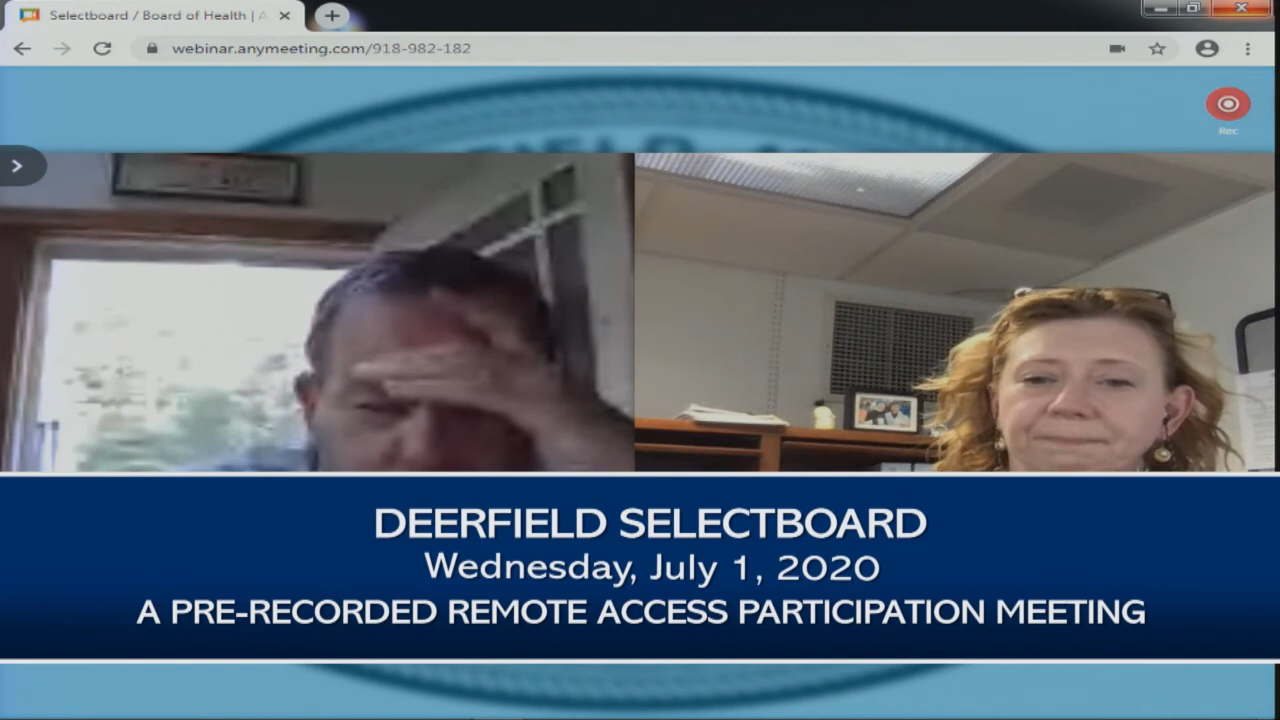 Selectboard / Board of Health | A
webinar.anymeeting.com/918-982-182
Rec
DEERFIELD SELECTBOARD
Wednesday, July 1, 2020
A PRE-RECORDED REMOTE ACCESS PARTICIPATION MEETING